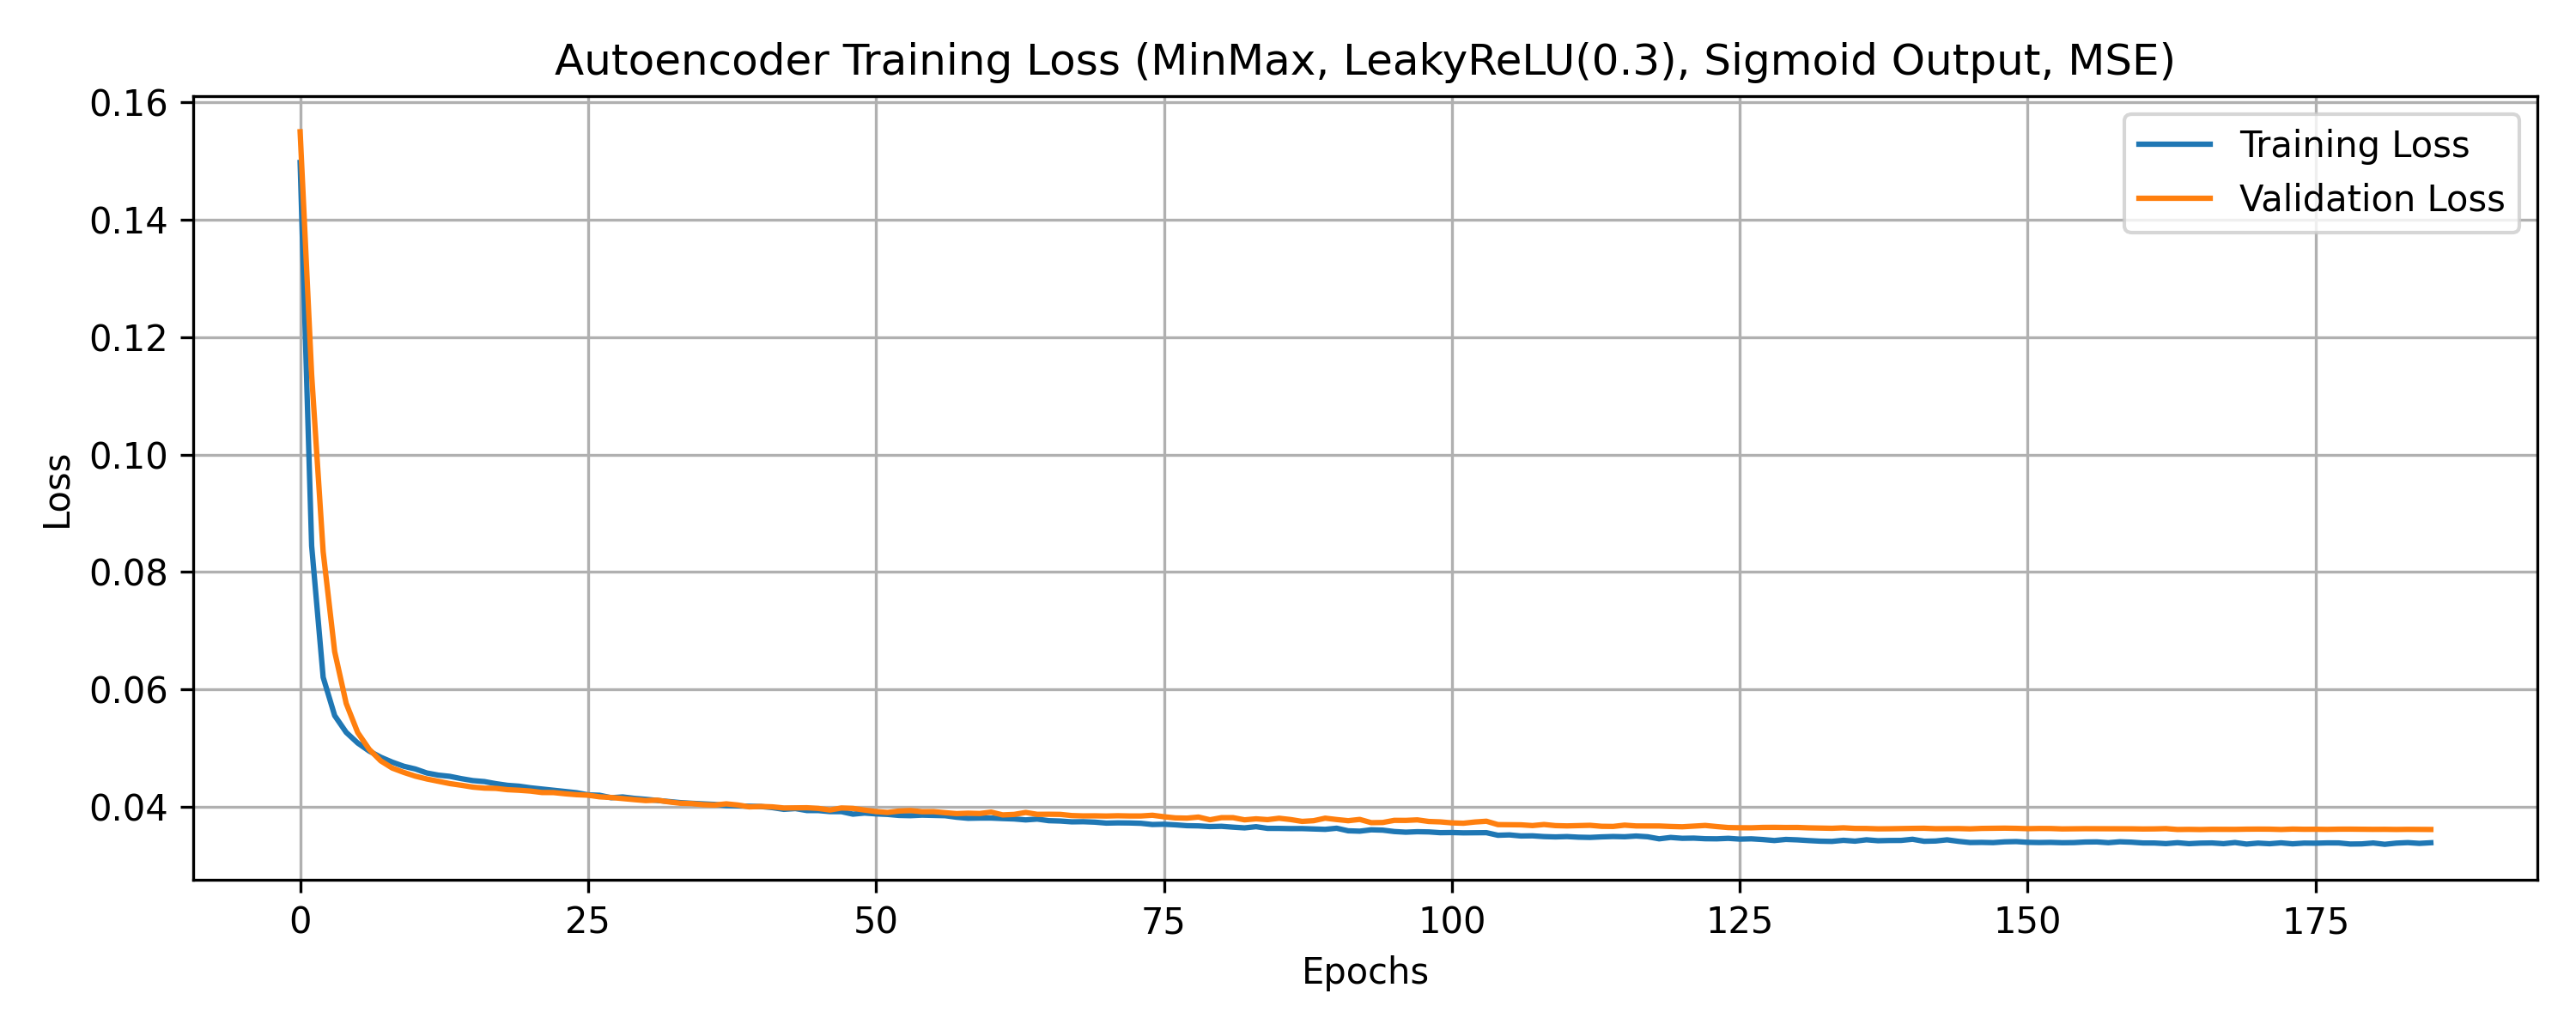 Autoencoder Training Loss (MinMax, LeakyReLU(0.3), Sigmoid Output, MSE)
0.16
0.14
0.12
0.10
0.08
0.06
0.04
Loss
Training Loss
Validation Loss
0 25 50 75 100 125 150 175
Epochs